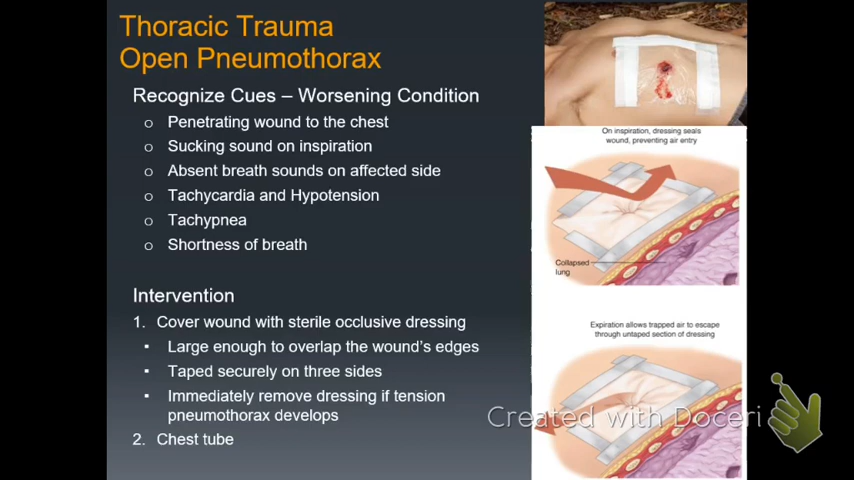 Thoracic Trauma
Open Pneumothorax
Recognize Cues – Worsening Condition
o Penetrating wound to the chest
o Sucking sound on inspiration
o Absent breath sounds on affected side
o Tachycardia and Hypotension
o Tachypnea
o Shortness of breath
Intervention
1. Cover wound with sterile occlusive dressing
▪ Large enough to overlap the wound's edges
▪ Taped securely on three sides
▪ Immediately remove dressing if tension
pneumothorax develops
2. Chest tube
On inspiration, dressing seals
wound, preventing air entry
Collapsed
lung
Expiration allows trapped air to escape
through untaped section of dressing
Created with Doceri